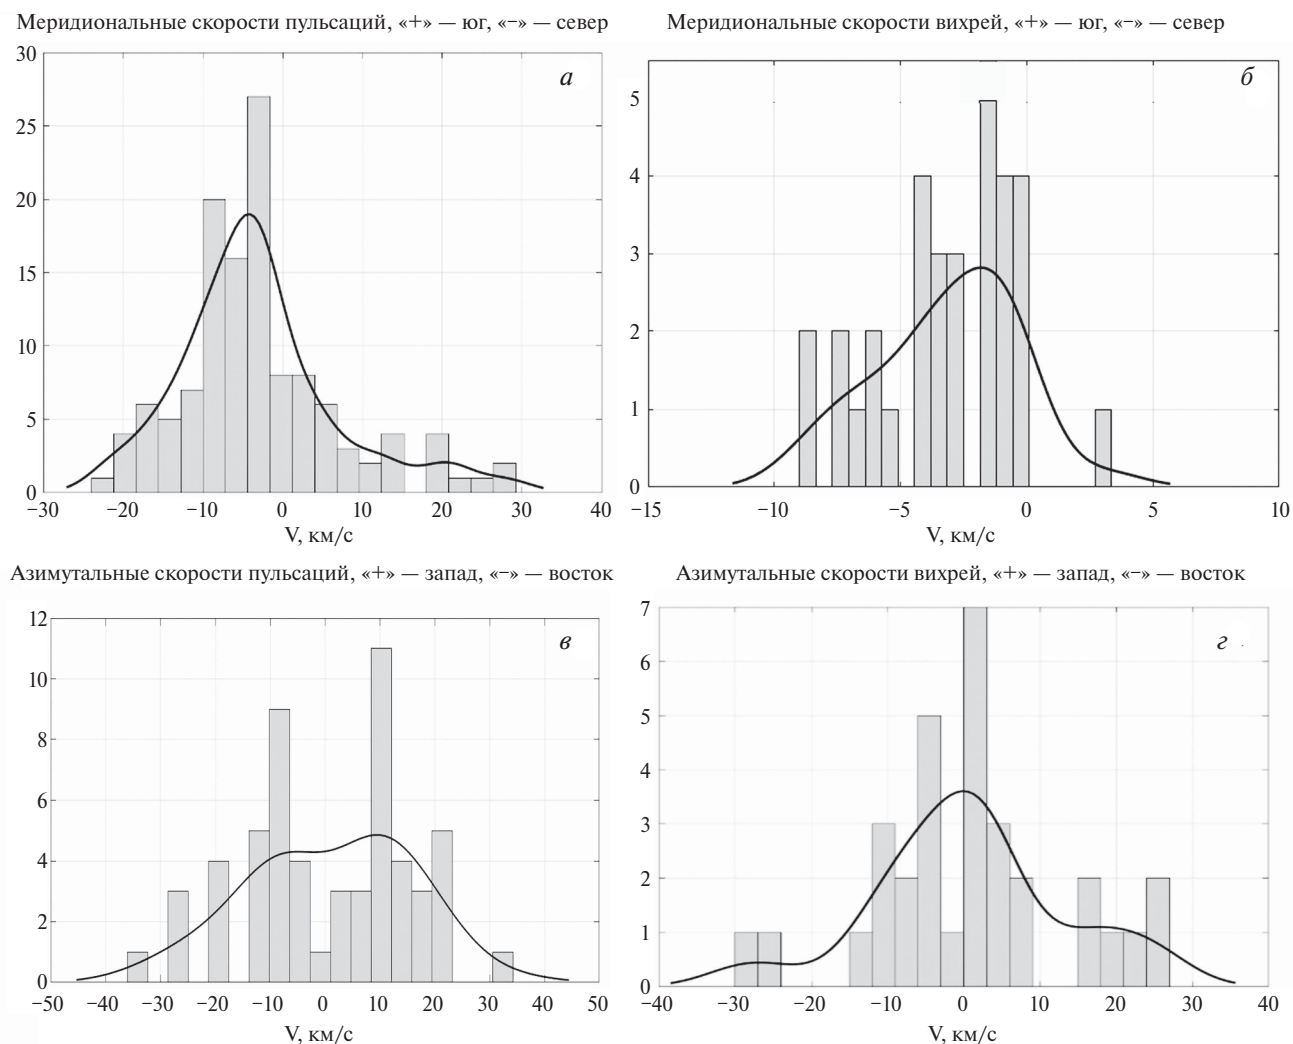 Меридиональные скорости пульсаций, «+» — юг, «–» — север
а
30
25
20
15
10
5
0
−30 −20 −10 0 10 20 30 40
V, км/с
Меридиональные скорости вихрей, «+» — юг, «–» — север
б
5
4
3
2
1
0
−15 −10 −5 0 5 10
V, км/с
Азимутальные скорости пульсаций, «+» — запад, «–» — восток
в
12
10
8
6
4
2
0
−50 −40 −30 −20 −10 0 10 20 30 40 50
V, км/с
Азимутальные скорости вихрей, «+» — запад, «–» — восток
г
7
6
5
4
3
2
1
0
−40 −30 −20 −10 0 10 20 30 40
V, км/с